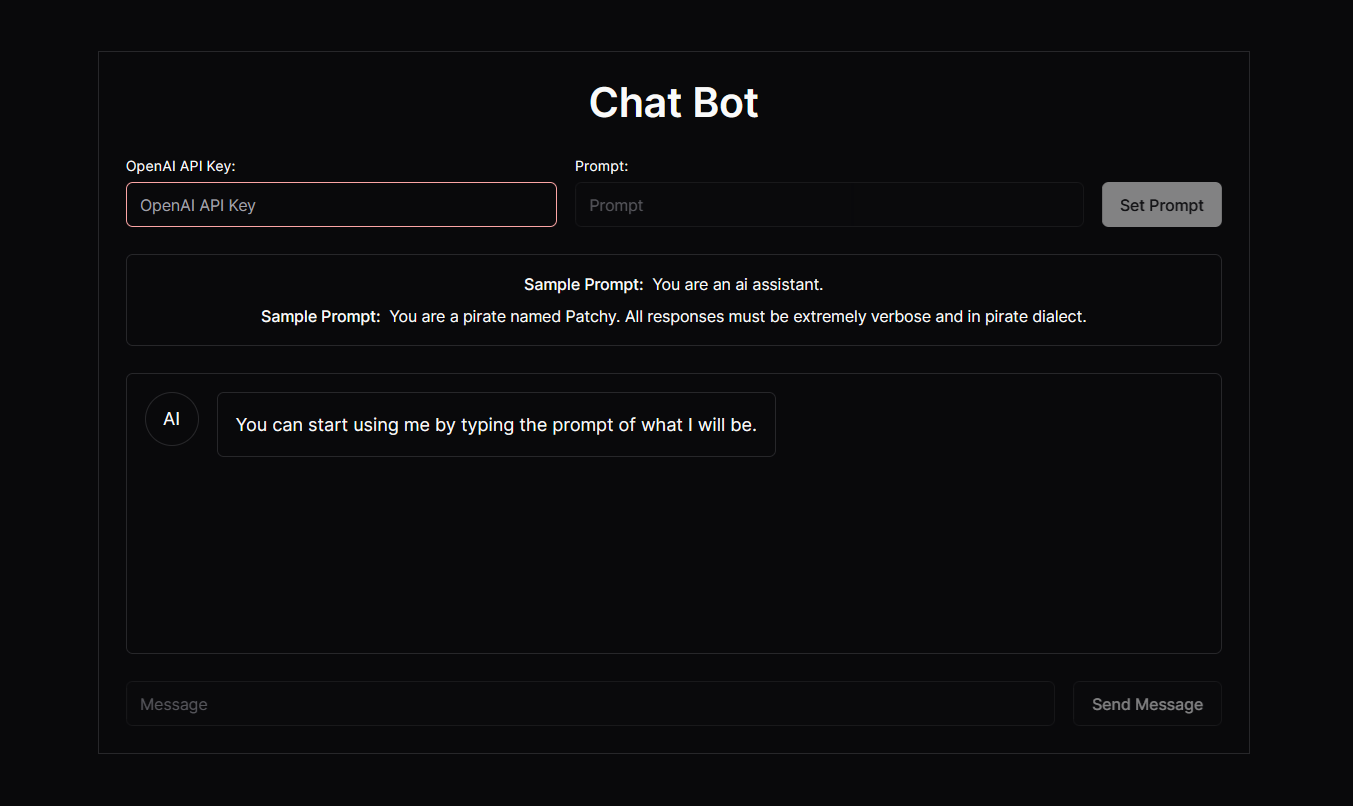 Chat Bot
OpenAI API Key:
Prompt:
OpenAI API Key
Prompt
Set Prompt
Sample Prompt: You are an ai assistant.
Sample Prompt: You are a pirate named Patchy. All responses must be extremely verbose and in pirate dialect.
AI
You can start using me by typing the prompt of what I will be.
Message
Send Message